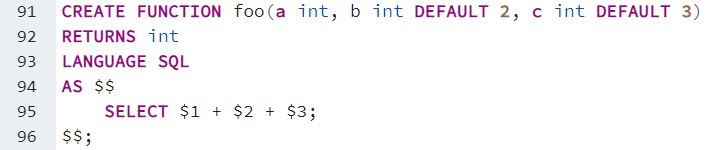 91 CREATE FUNCTION foo(a int, b int DEFAULT 2, c int DEFAULT 3)
92 RETURNS int
93 LANGUAGE SQL
94 AS $$
95     SELECT $1 + $2 + $3;
96 $$;